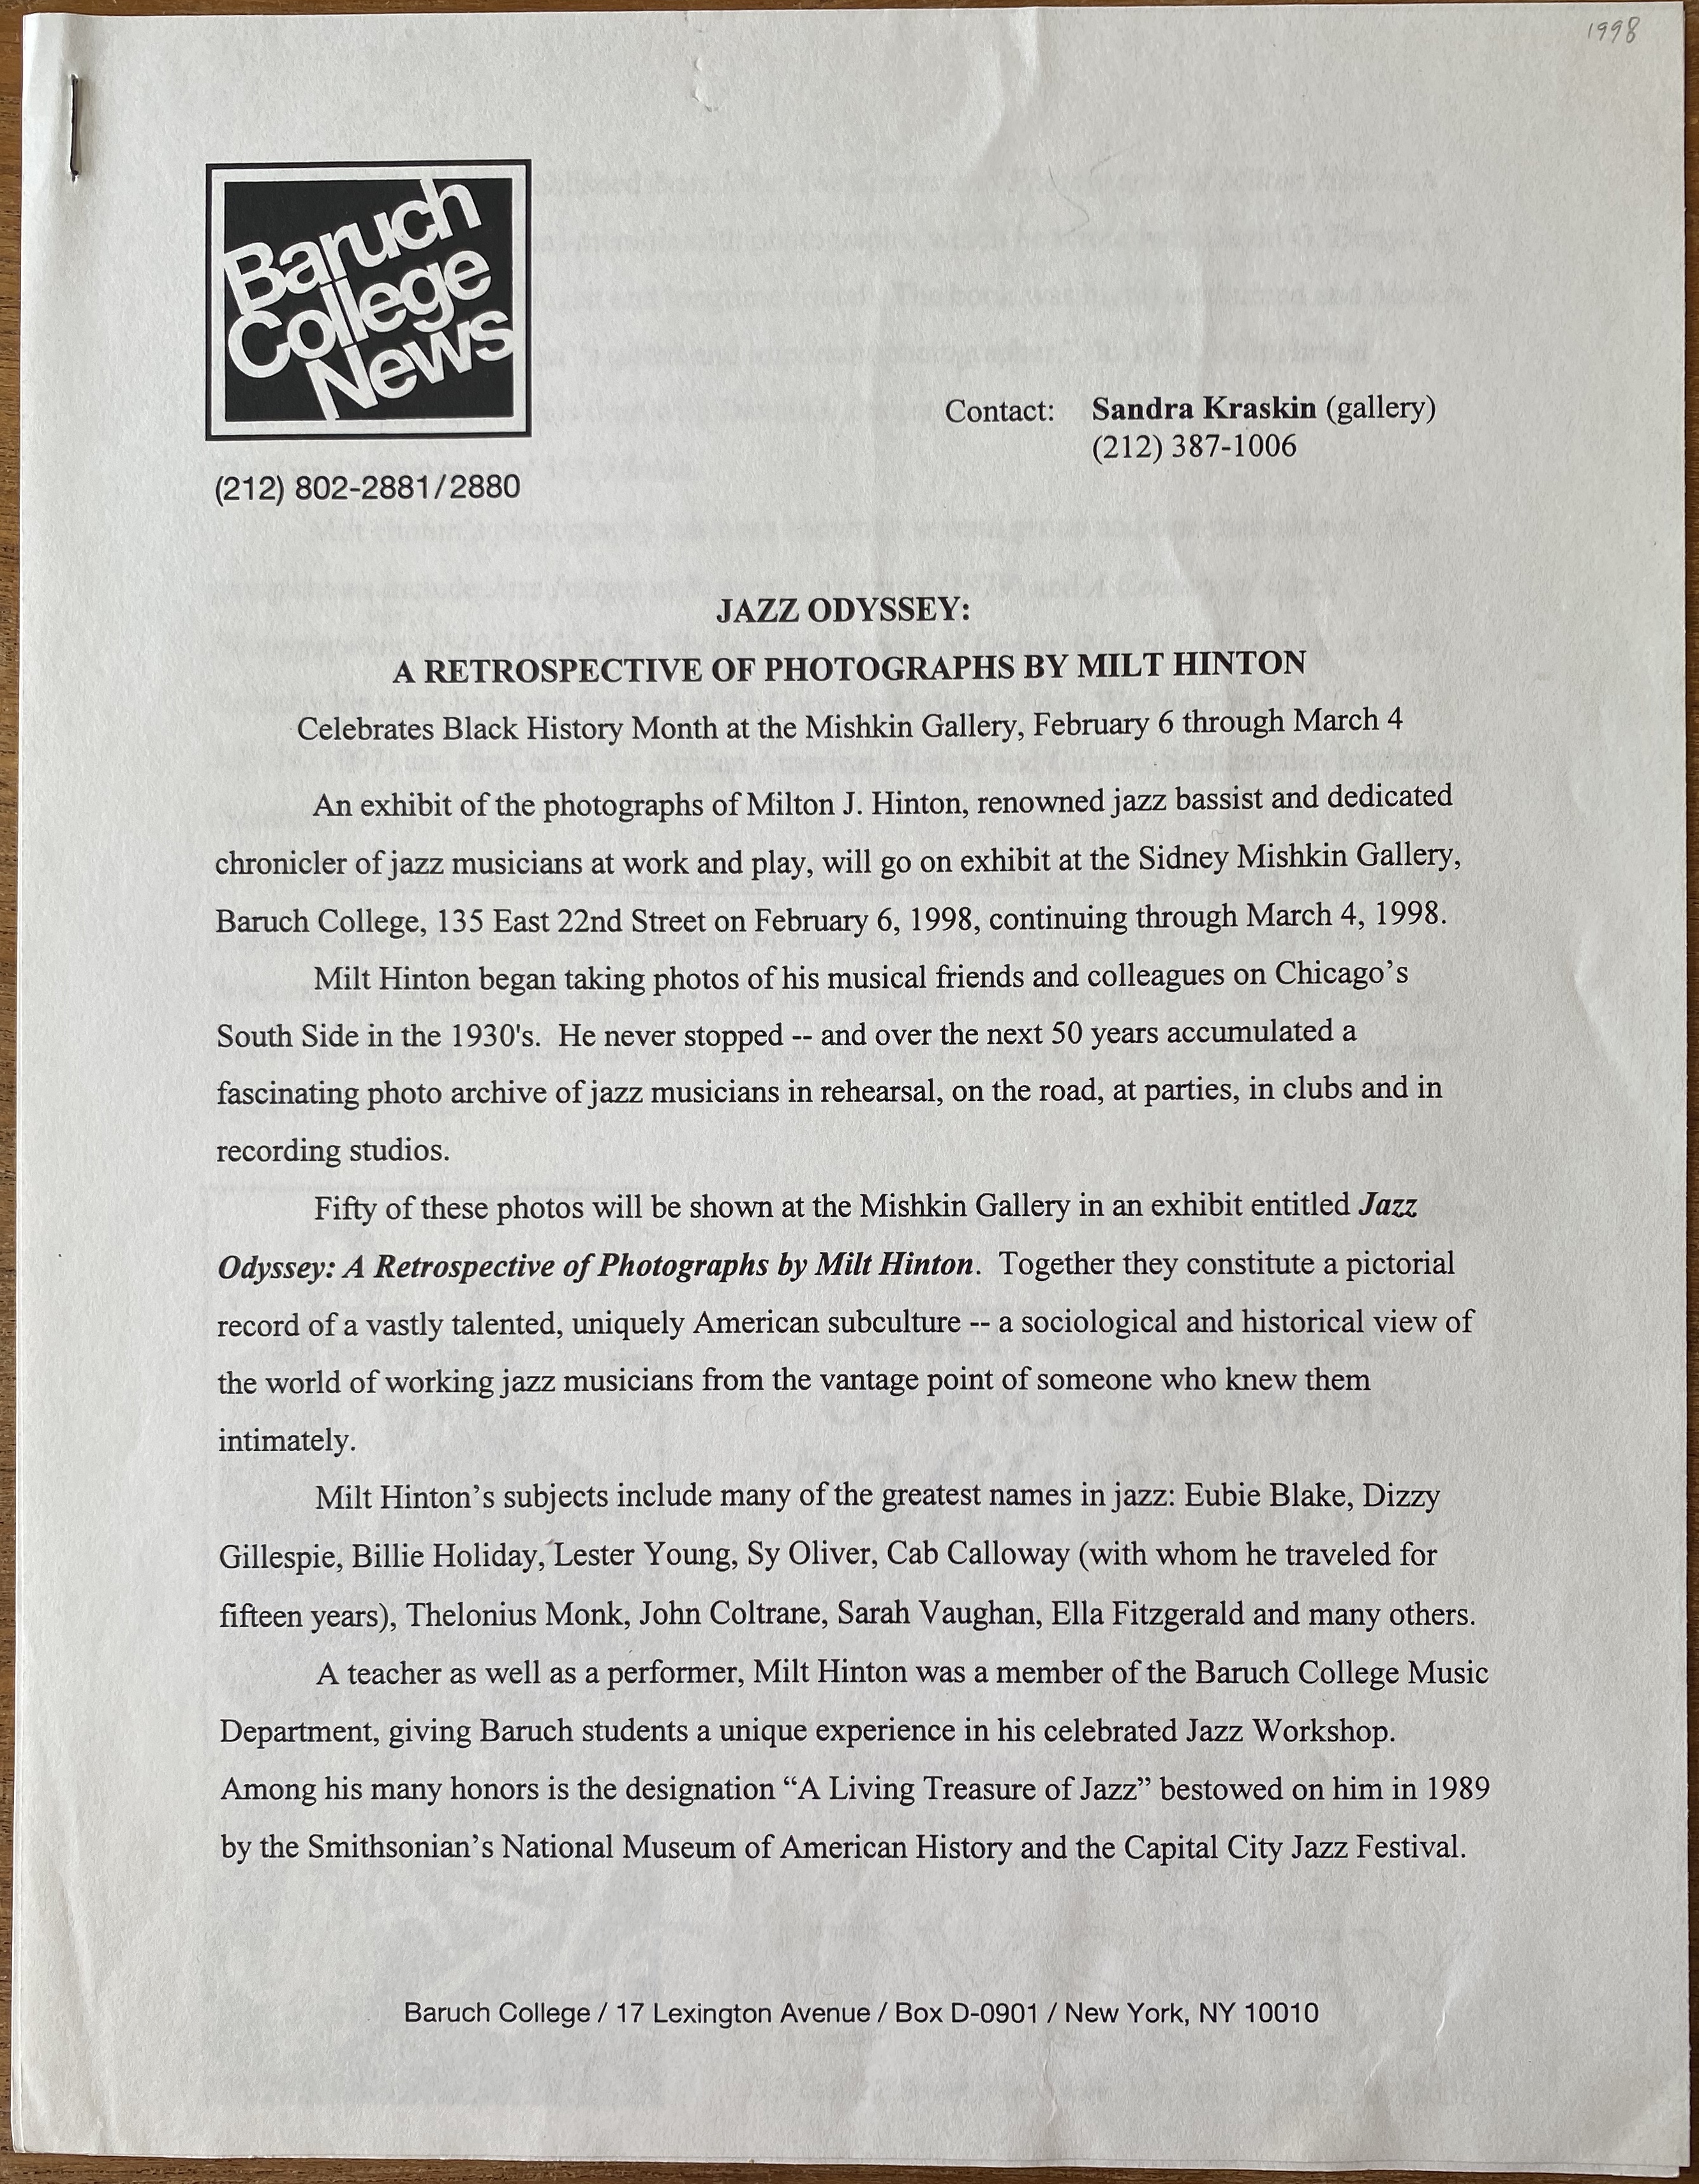 1998
Baruch
College
News
Contact: Sandra Kraskin (gallery)
(212) 387-1006
(212) 802-2881/2880
JAZZ ODYSSEY:
A RETROSPECTIVE OF PHOTOGRAPHS BY MILT HINTON
Celebrates Black History Month at the Mishkin Gallery, February 6 through March 4
An exhibit of the photographs of Milton J. Hinton, renowned jazz bassist and dedicated
chronicler of jazz musicians at work and play, will go on exhibit at the Sidney Mishkin Gallery,
Baruch College, 135 East 22nd Street on February 6, 1998, continuing through March 4, 1998.
Milt Hinton began taking photos of his musical friends and colleagues on Chicago’s
South Side in the 1930's. He never stopped -- and over the next 50 years accumulated a
fascinating photo archive of jazz musicians in rehearsal, on the road, at parties, in clubs and in
recording studios.
Fifty of these photos will be shown at the Mishkin Gallery in an exhibit entitled Jazz
Odyssey: A Retrospective of Photographs by Milt Hinton. Together they constitute a pictorial
record of a vastly talented, uniquely American subculture -- a sociological and historical view of
the world of working jazz musicians from the vantage point of someone who knew them
intimately.
Milt Hinton’s subjects include many of the greatest names in jazz: Eubie Blake, Dizzy
Gillespie, Billie Holiday, Lester Young, Sy Oliver, Cab Calloway (with whom he traveled for
fifteen years), Thelonius Monk, John Coltrane, Sarah Vaughan, Ella Fitzgerald and many others.
A teacher as well as a performer, Milt Hinton was a member of the Baruch College Music
Department, giving Baruch students a unique experience in his celebrated Jazz Workshop.
Among his many honors is the designation “A Living Treasure of Jazz” bestowed on him in 1989
by the Smithsonian’s National Museum of American History and the Capital City Jazz Festival.
Baruch College / 17 Lexington Avenue / Box D-0901 / New York, NY 10010